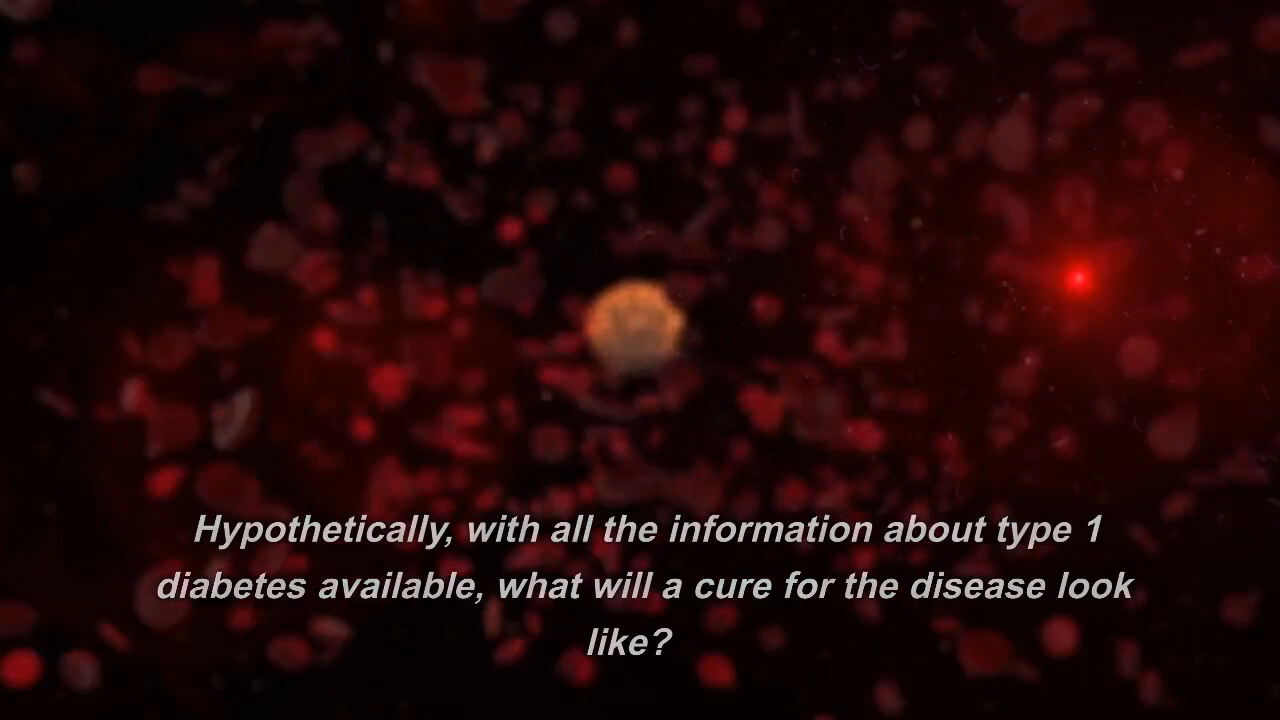 Hypothetically, with all the information about type 1
diabetes available, what will a cure for the disease look
like?